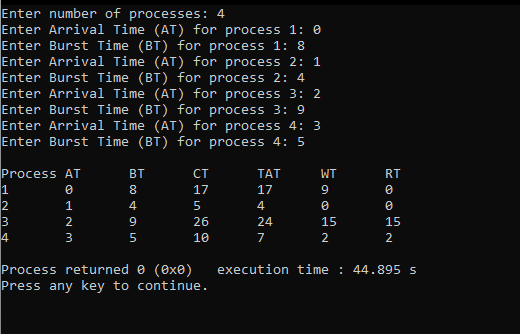 Enter number of processes: 4
Enter Arrival Time (AT) for process 1: 0
Enter Burst Time (BT) for process 1: 8
Enter Arrival Time (AT) for process 2: 1
Enter Burst Time (BT) for process 2: 4
Enter Arrival Time (AT) for process 3: 2
Enter Burst Time (BT) for process 3: 9
Enter Arrival Time (AT) for process 4: 3
Enter Burst Time (BT) for process 4: 5
Process AT BT CT TAT WT RT
1 0 8 17 17 9 0
2 1 4 5 4 0 0
3 2 9 26 24 15 15
4 3 5 10 7 2 2
Process returned 0 (0x0) execution time : 44.895 s
Press any key to continue.